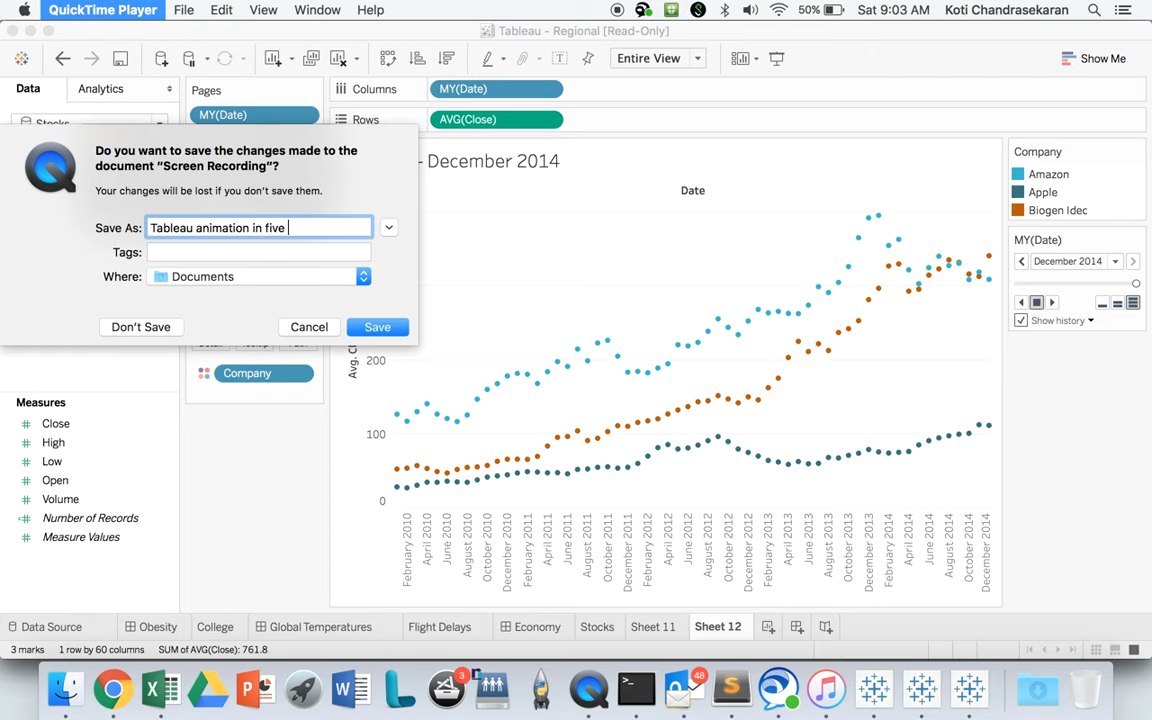 QuickTime Player File Edit View Window Help 50% Sat 9:03 AM Koti Chandrasekaran
Tableau - Regional [Read-Only]
Entire View Show Me
Data Analytics Pages Columns MY(Date)
MY(Date) Rows AVG(Close)
Stocks
Do you want to save the changes made to the
document “Screen Recording”?
Your changes will be lost if you don’t save them.
Save As: Tableau animation in five
Tags:
Where: Documents
Don’t Save Cancel Save
- December 2014
Date
Company
Amazon
Apple
Biogen Idec
MY(Date)
December 2014
Show history
Company
Measures
Close
High
Low
Open
Volume
Number of Records
Measure Values
200
100
0
February 2010 April 2010 June 2010 August 2010 October 2010 December 2010 February 2011 April 2011 June 2011 August 2011 October 2011 December 2011 February 2012 April 2012 June 2012 August 2012 October 2012 December 2012 February 2013 April 2013 June 2013 August 2013 October 2013 December 2013 February 2014 April 2014 June 2014 August 2014 October 2014 December 2014
Data Source Obesity College Global Temperatures Flight Delays Economy Stocks Sheet 11 Sheet 12
3 marks 1 row by 60 columns SUM of AVG(Close): 761.8
3 48